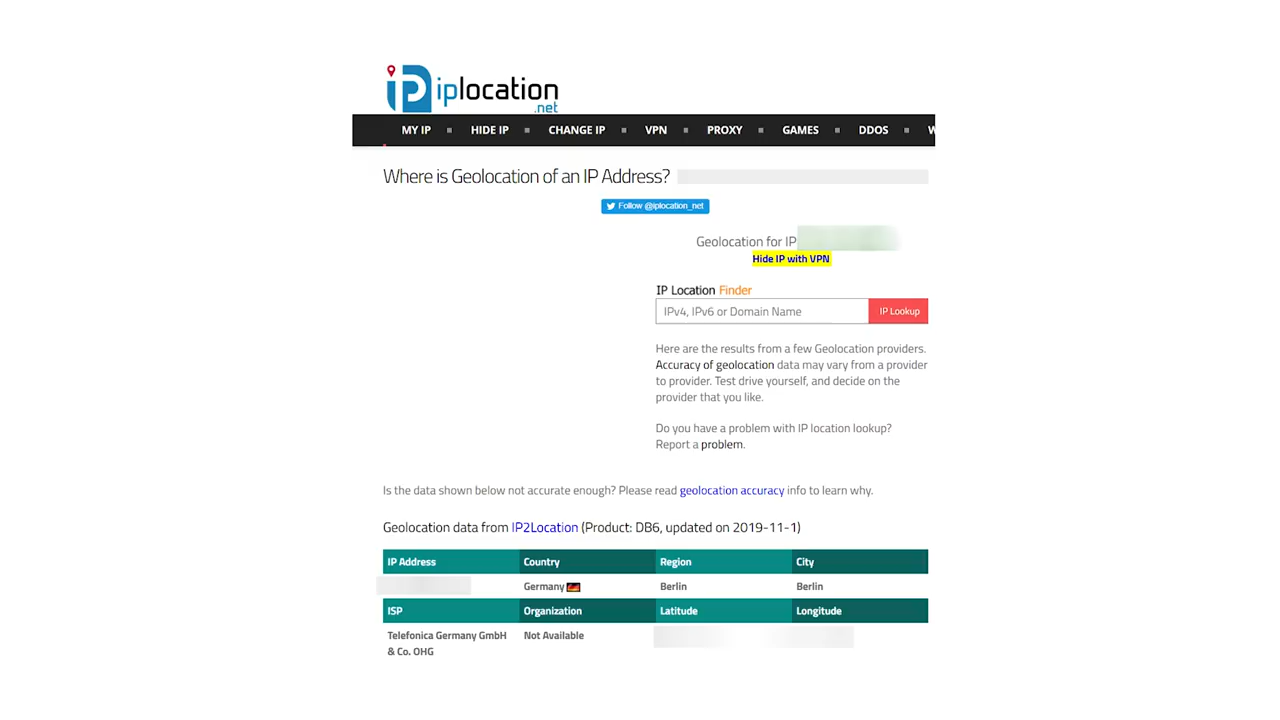 iplocation
.net
MY IP HIDE IP CHANGE IP VPN PROXY GAMES DDOS
Where is Geolocation of an IP Address?
Follow @iplocation_net
Geolocation for IP
Hide IP with VPN
IP Location Finder
IPv4, IPv6 or Domain Name IP Lookup
Here are the results from a few Geolocation providers.
Accuracy of geolocation data may vary from a provider
to provider. Test drive yourself, and decide on the
provider that you like.
Do you have a problem with IP location lookup?
Report a problem.
Is the data shown below not accurate enough? Please read geolocation accuracy info to learn why.
Geolocation data from IP2Location (Product: DB6, updated on 2019-11-1)
IP Address Country Region City
Germany Berlin Berlin
ISP Organization Latitude Longitude
Telefonica Germany GmbH Not Available
& Co. OHG